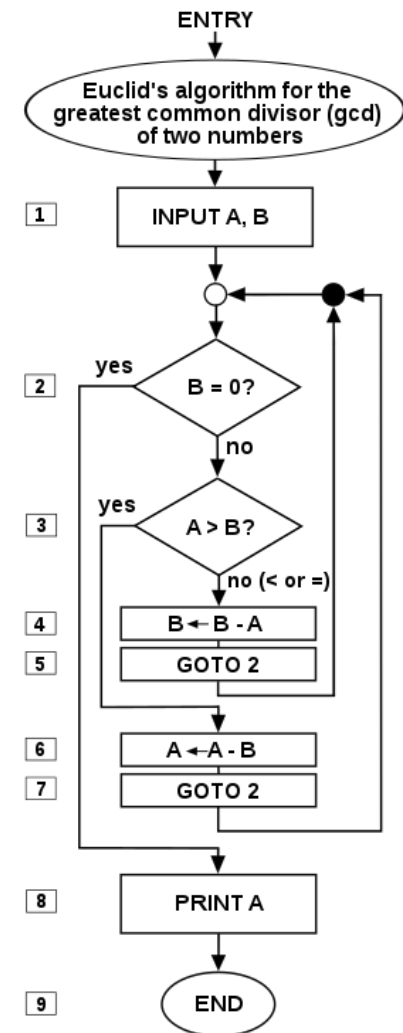 ENTRY
Euclid's algorithm for the
greatest common divisor (gcd)
of two numbers
1
INPUT A, B
yes
2
B = 0?
no
yes
3
A > B?
no (< or =)
4
B ← B - A
5
GOTO 2
6
A ← A - B
7
GOTO 2
8
PRINT A
9
END